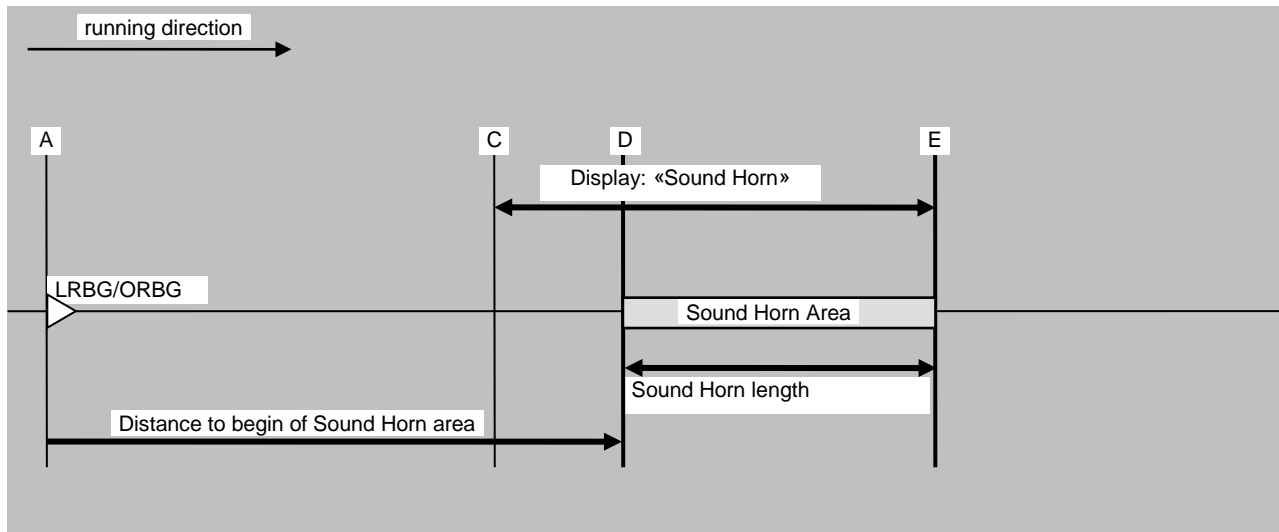 running direction
A
C
D
E
Display: «Sound Horn»
LRBG/ORBG
Sound Horn Area
Sound Horn length
Distance to begin of Sound Horn area